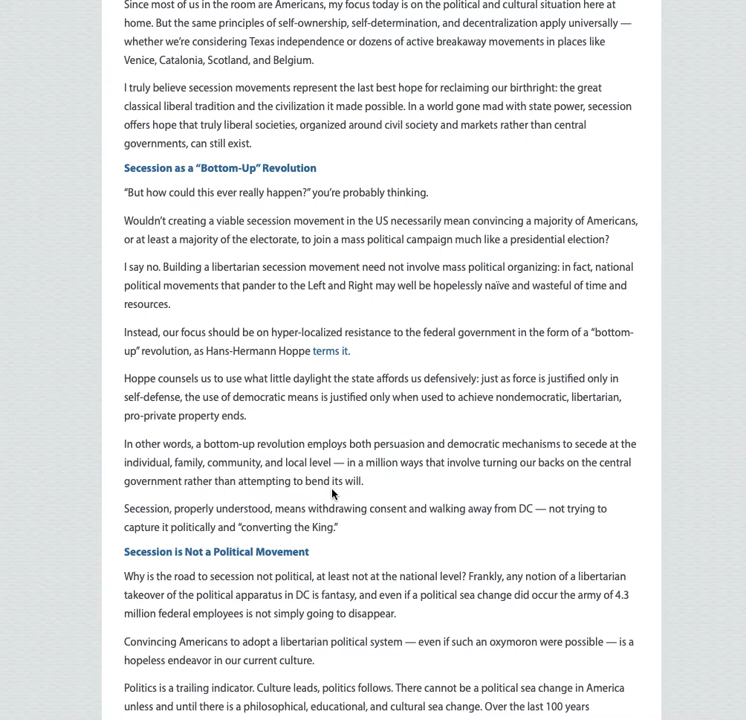 Since most of us in the room are Americans, my focus today is on the political and cultural situation here at
home. But the same principles of self-ownership, self-determination, and decentralization apply universally —
whether we’re considering Texas independence or dozens of active breakaway movements in places like
Venice, Catalonia, Scotland, and Belgium.
I truly believe secession movements represent the last best hope for reclaiming our birthright: the great
classical liberal tradition and the civilization it made possible. In a world gone mad with state power, secession
offers hope that truly liberal societies, organized around civil society and markets rather than central
governments, can still exist.
Secession as a “Bottom-Up” Revolution
“But how could this ever really happen?” you’re probably thinking.
Wouldn’t creating a viable secession movement in the US necessarily mean convincing a majority of Americans,
or at least a majority of the electorate, to join a mass political campaign much like a presidential election?
I say no. Building a libertarian secession movement need not involve mass political organizing: in fact, national
political movements that pander to the Left and Right may well be hopelessly naïve and wasteful of time and
resources.
Instead, our focus should be on hyper-localized resistance to the federal government in the form of a “bottom-
up” revolution, as Hans-Hermann Hoppe terms it.
Hoppe counsels us to use what little daylight the state affords us defensively: just as force is justified only in
self-defense, the use of democratic means is justified only when used to achieve nondemocratic, libertarian,
pro-private property ends.
In other words, a bottom-up revolution employs both persuasion and democratic mechanisms to secede at the
individual, family, community, and local level — in a million ways that involve turning our backs on the central
government rather than attempting to bend its will.
Secession, properly understood, means withdrawing consent and walking away from DC — not trying to
capture it politically and “converting the King.”
Secession is Not a Political Movement
Why is the road to secession not political, at least not at the national level? Frankly, any notion of a libertarian
takeover of the political apparatus in DC is fantasy, and even if a political sea change did occur the army of 4.3
million federal employees is not simply going to disappear.
Convincing Americans to adopt a libertarian political system — even if such an oxymoron were possible — is a
hopeless endeavor in our current culture.
Politics is a trailing indicator. Culture leads, politics follows. There cannot be a political sea change in America
unless and until there is a philosophical, educational, and cultural sea change. Over the last 100 years